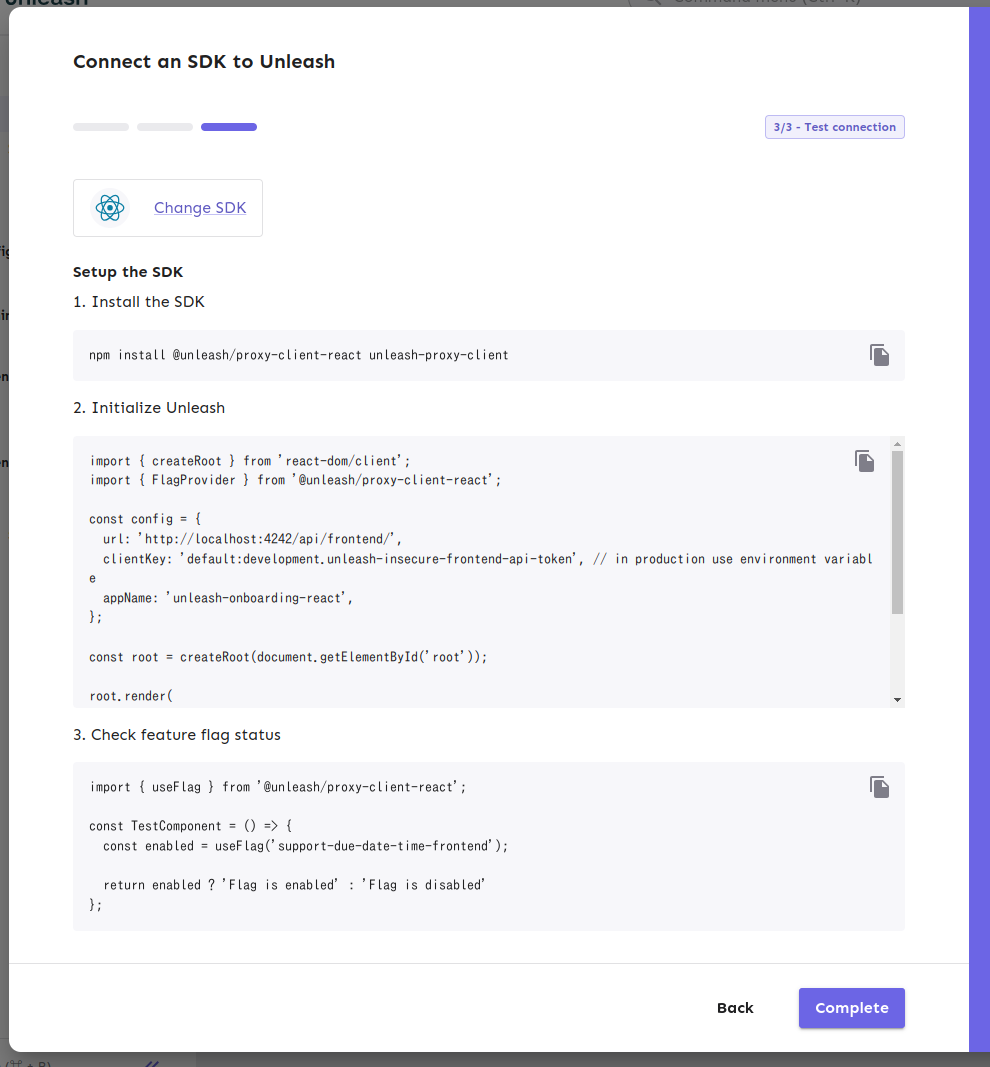 Connect an SDK to Unleash
3/3 - Test connection
Change SDK
Setup the SDK
1. Install the SDK
npm install @unleash/proxy-client-react unleash-proxy-client
2. Initialize Unleash
import { createRoot } from 'react-dom/client';
import { FlagProvider } from '@unleash/proxy-client-react';
const config = {
url: 'http://localhost:4242/api/frontend/',
clientKey: 'default:development.unleash-insecure-frontend-api-token', // in production use environment variabl
e
appName: 'unleash-onboarding-react',
};
const root = createRoot(document.getElementById('root'));
root.render(
3. Check feature flag status
import { useFlag } from '@unleash/proxy-client-react';
const TestComponent = () => {
const enabled = useFlag('support-due-date-time-frontend');
return enabled ? 'Flag is enabled' : 'Flag is disabled'
};
Back
Complete